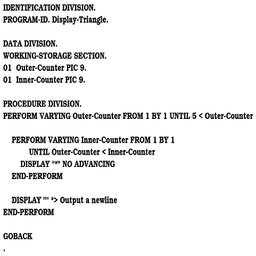 IDENTIFICATION DIVISION.
PROGRAM-ID. Display-Triangle.
DATA DIVISION.
WORKING-STORAGE SECTION.
01 Outer-Counter PIC 9.
01 Inner-Counter PIC 9.
PROCEDURE DIVISION.
PERFORM VARYING Outer-Counter FROM 1 BY 1 UNTIL 5 < Outer-Counter
PERFORM VARYING Inner-Counter FROM 1 BY 1
UNTIL Outer-Counter < Inner-Counter
DISPLAY "*" NO ADVANCING
END-PERFORM
DISPLAY "" *> Output a newline
END-PERFORM
GOBACK
.